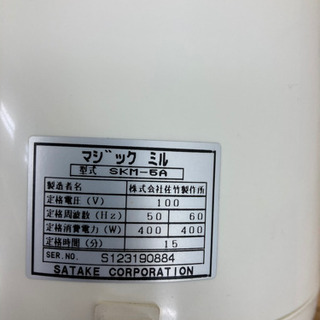 マジック ミル
型式 SKM-5A
製造者名 株式会社佐竹製作所
定格電圧(V) 100
定格周波数(Hz) 50 60
定格消費電力(W) 400 400
定格時間(分) 15
SER.NO. S123190884
SATAKE CORPORATION